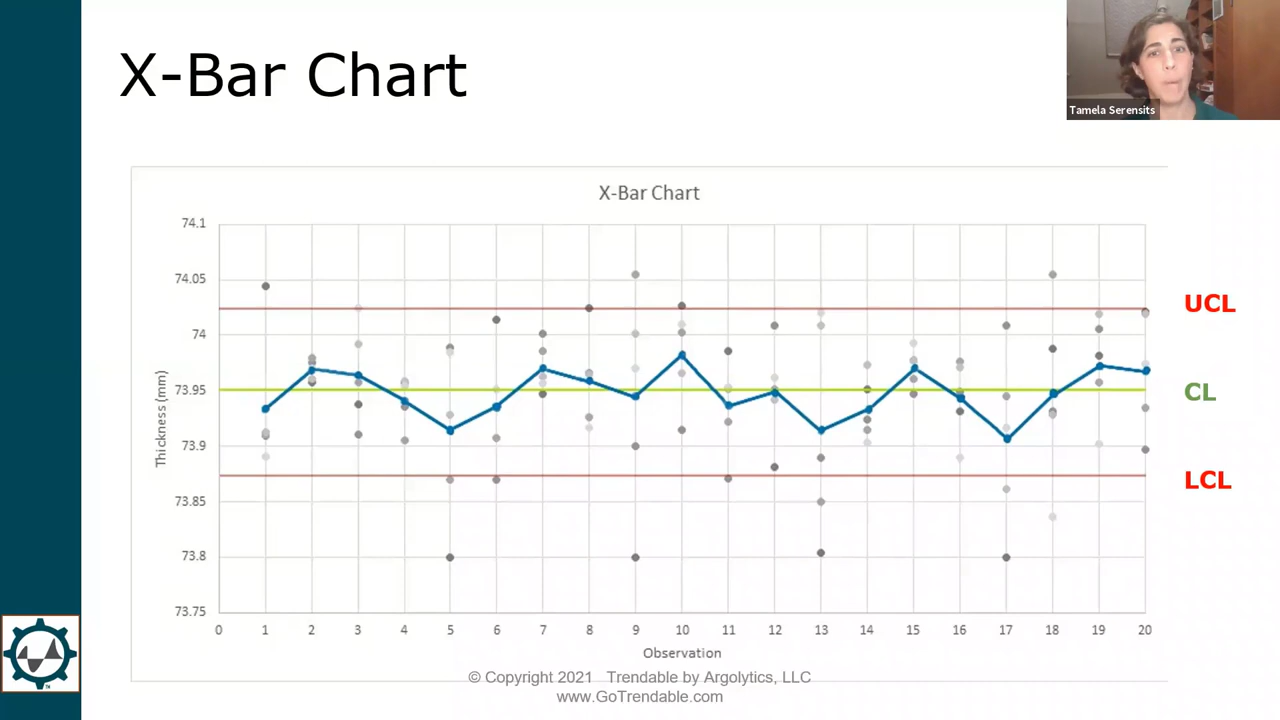 X-Bar Chart
Tamela Serensits
X-Bar Chart
74.1
74.05
74
73.95
73.9
73.85
73.8
73.75
Thickness (mm)
UCL
CL
LCL
0 1 2 3 4 5 6 7 8 9 10 11 12 13 14 15 16 17 18 19 20
Observation
© Copyright 2021 Trendable by Argolytics, LLC
www.GoTrendable.com
TM